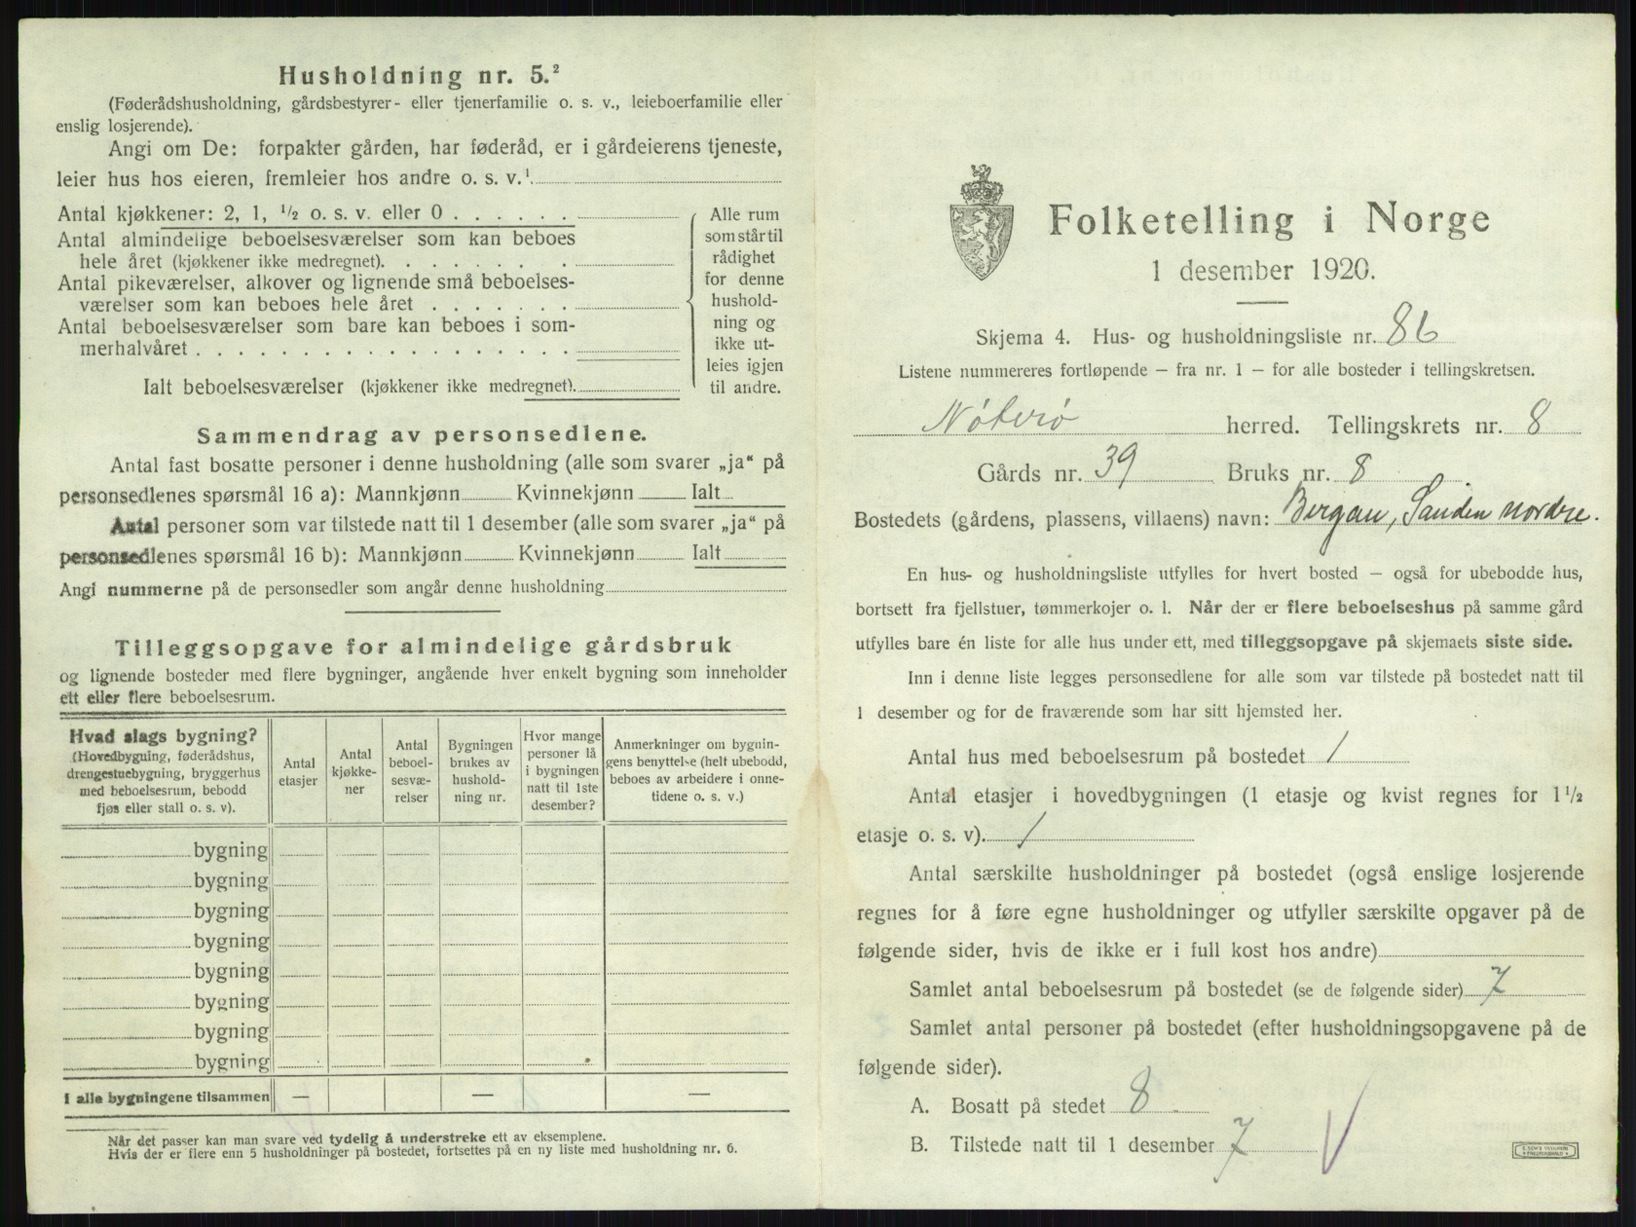 Husholdning nr. 5.²
(Føderådshusholdning, gårdsbestyrer- eller tjenerfamilie o. s. v., leieboerfamilie eller
enslig losjerende).
Angi om De: forpakter gården, har føderåd, er i gårdeierens tjeneste,
leier hus hos eieren, fremleier hos andre o. s. v.¹
Antal kjøkkener: 2, 1, ½ o. s. v. eller 0 . . . . . .
Antal almindelige beboelsesværelser som kan beboes
hele året (kjøkkener ikke medregnet). . . . . . . .
Antal pikeværelser, alkover og lignende små beboelses-
værelser som kan beboes hele året . . . . . . .
Antal beboelsesværelser som bare kan beboes i som-
merhalvåret . . . . . . . . . . . . . . . . . .
Ialt beboelsesværelser (kjøkkener ikke medregnet).
Alle rum
som står til
rådighet
for denne
hushold-
ning og
ikke ut-
leies igjen
til andre.
Sammendrag av personsedlene.
Antal fast bosatte personer i denne husholdning (alle som svarer „ja“ på
personsedlenes spørsmål 16 a): Mannkjønn Kvinnekjønn Ialt
Antal personer som var tilstede natt til 1 desember (alle som svarer „ja“ på
personsedlenes spørsmål 16 b): Mannkjønn Kvinnekjønn Ialt
Angi nummerne på de personsedler som angår denne husholdning
Tilleggsopgave for almindelige gårdsbruk
og lignende bosteder med flere bygninger, angående hver enkelt bygning som inneholder
ett eller flere beboelsesrum.
Hvad slags bygning?
(Hovedbygning, føderådshus,
drengestuebygning, bryggerhus
med beboelsesrum, bebodd
fjøs eller stall o. s. v).
Antal
etasjer
Antal
kjøkke-
ner
Antal
beboel-
sesvæ-
relser
Bygningen
brukes av
hushold-
ning nr.
Hvor mange
personer lå
i bygningen
natt til 1ste
desember?
Anmerkninger om bygnin-
gens benyttelse (helt ubebodd,
beboes av arbeidere i onne-
tidene o. s. v.)
bygning
bygning
bygning
bygning
bygning
bygning
bygning
bygning
I alle bygningene tilsammen — — —
Når det passer kan man svare ved tydelig å understreke ett av eksemplene.
Hvis der er flere enn 5 husholdninger på bostedet, fortsettes på en ny liste med husholdning nr. 6.
Folketelling i Norge
1 desember 1920.
Skjema 4. Hus- og husholdningsliste nr. 86
Listene nummereres fortløpende — fra nr. 1 — for alle bosteder i tellingskretsen.
Nøterø herred. Tellingskrets nr. 8
Gårds nr. 39 Bruks nr. 8
Bostedets (gårdens, plassens, villaens) navn: Bergan, Sanden nordre.
En hus- og husholdningsliste utfylles for hvert bosted — også for ubebodde hus,
bortsett fra fjellstuer, tømmerkojer o. l. Når der er flere beboelseshus på samme gård
utfylles bare én liste for alle hus under ett, med tilleggsopgave på skjemaets siste side.
Inn i denne liste legges personsedlene for alle som var tilstede på bostedet natt til
1 desember og for de fraværende som har sitt hjemsted her.
Antal hus med beboelsesrum på bostedet 1
Antal etasjer i hovedbygningen (1 etasje og kvist regnes for 1½
etasje o. s. v). 1
Antal særskilte husholdninger på bostedet (også enslige losjerende
regnes for å føre egne husholdninger og utfyller særskilte opgaver på de
følgende sider, hvis de ikke er i full kost hos andre)
Samlet antal beboelsesrum på bostedet (se de følgende sider) 7
Samlet antal personer på bostedet (efter husholdningsopgavene på de
følgende sider).
A. Bosatt på stedet 8
B. Tilstede natt til 1 desember 7